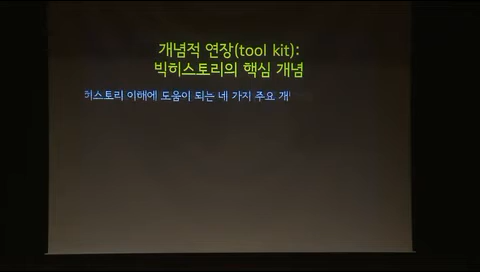 개념적 연장(tool kit):
빅히스토리의 핵심 개념
히스토리 이해에 도움이 되는 네 가지 주요